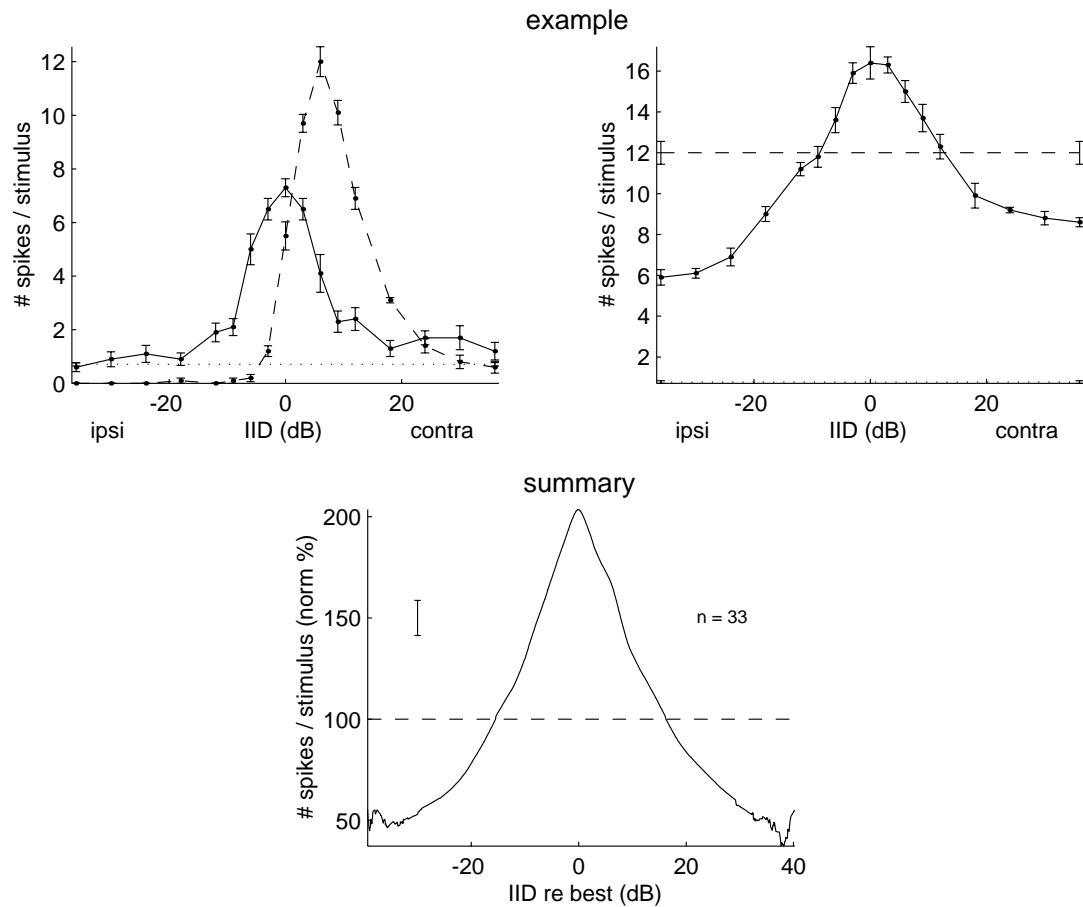 example
12
10
8
6
4
2
0
# spikes / stimulus
-20 0 20
ipsi IID (dB) contra
16
14
12
10
8
6
4
2
# spikes / stimulus
-20 0 20
ipsi IID (dB) contra
summary
200
150
100
50
# spikes / stimulus (norm %)
n = 33
-20 0 20 40
IID re best (dB)